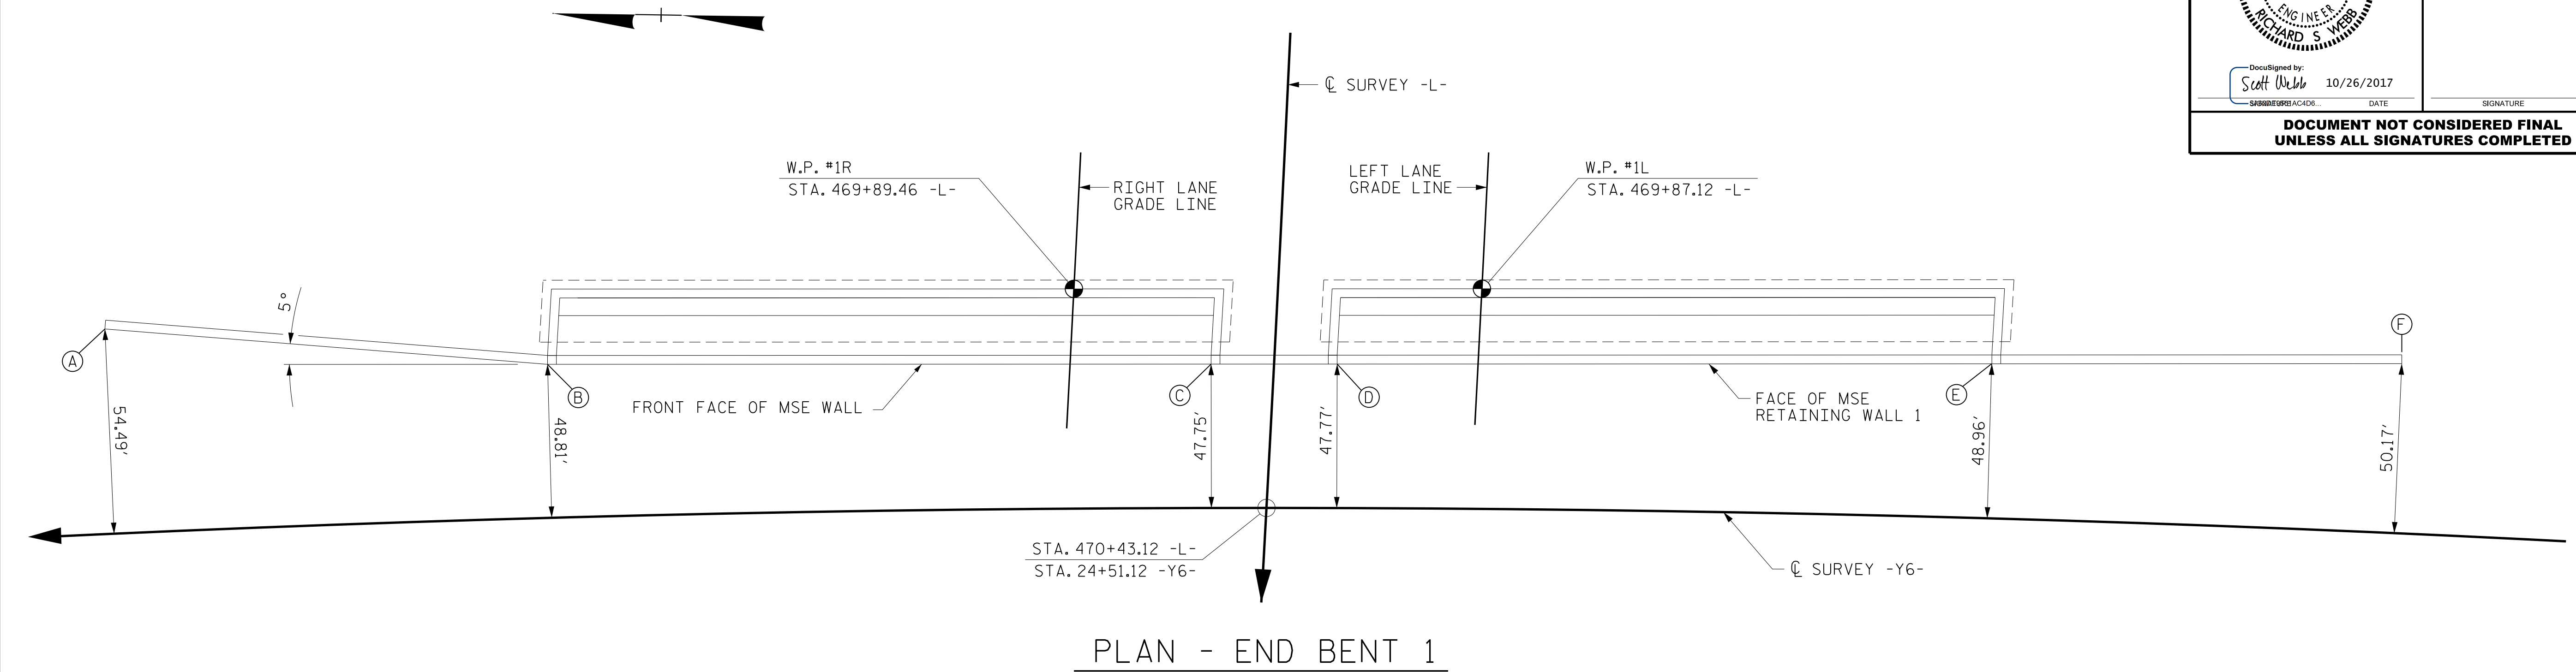 ENGINEER
RICHARD S WEBB
DocuSigned by:
Scott Webb 10/26/2017
DATE
SIGNATURE
DOCUMENT NOT CONSIDERED FINAL
UNLESS ALL SIGNATURES COMPLETED
℄ SURVEY -L-
W.P. #1R
STA. 469+89.46 -L-
RIGHT LANE
GRADE LINE
LEFT LANE
GRADE LINE
W.P. #1L
STA. 469+87.12 -L-
5°
A
B
C
D
E
F
FRONT FACE OF MSE WALL
FACE OF MSE
RETAINING WALL 1
54.49'
48.81'
47.75'
47.77'
48.96'
50.17'
STA. 470+43.12 -L-
STA. 24+51.12 -Y6-
℄ SURVEY -Y6-
PLAN - END BENT 1